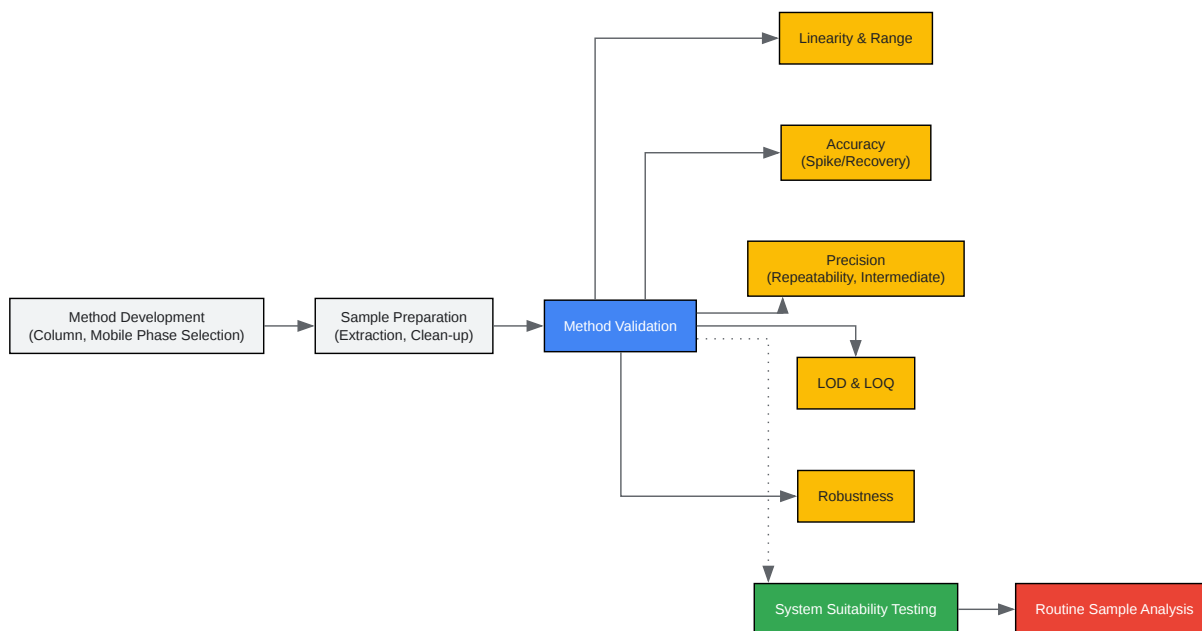 Linearity & Range
Accuracy
(Spike/Recovery)
Precision
(Repeatability, Intermediate)
Method Development
(Column, Mobile Phase Selection)
Sample Preparation
(Extraction, Clean-up)
Method Validation
LOD & LOQ
Robustness
System Suitability Testing
Routine Sample Analysis